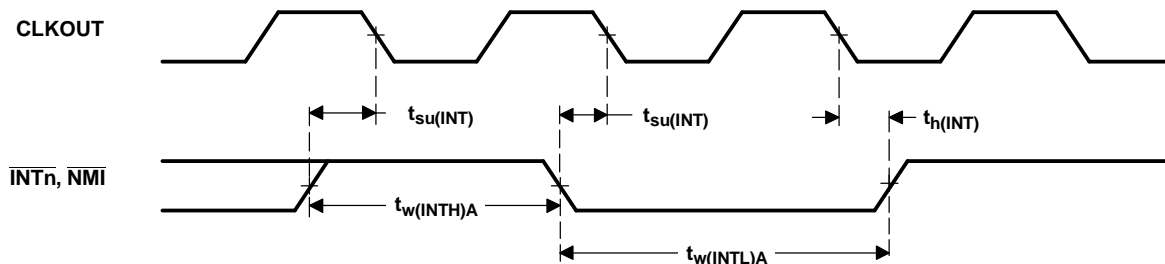 CLKOUT
tsu(INT)
tsu(INT)
th(INT)
INTn, NMI
tw(INTH)A
tw(INTL)A